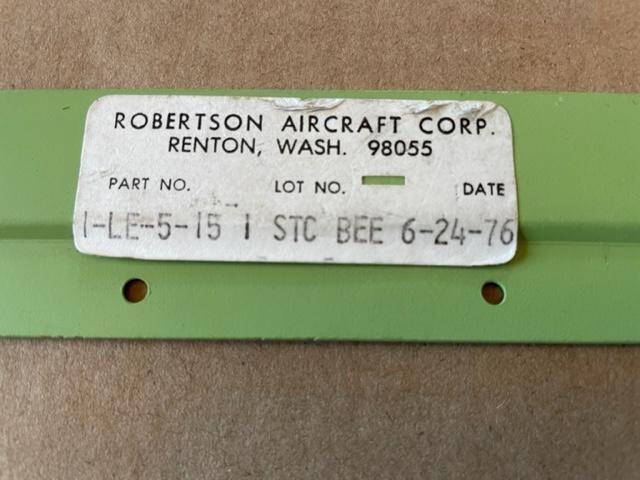 ROBERTSON AIRCRAFT CORP.
RENTON, WASH. 98055
PART NO. LOT NO. DATE
1-LE-5-15 1 STC BEE 6-24-76